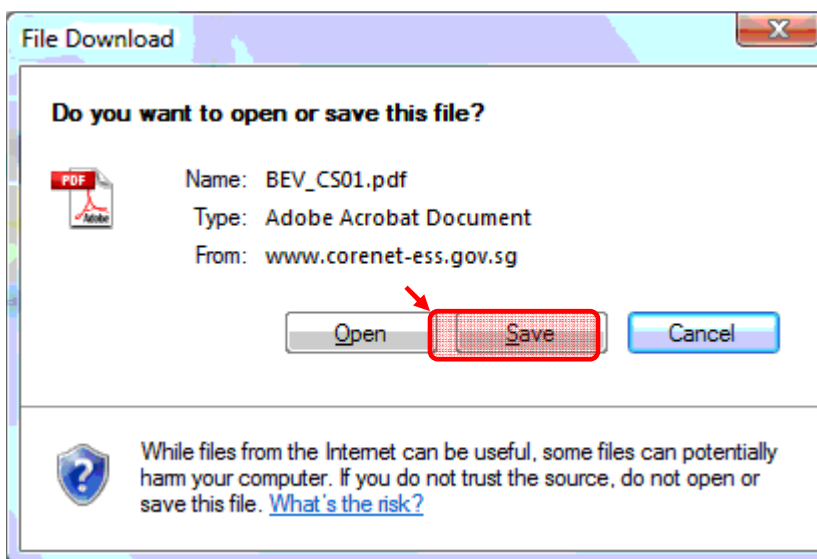 File Download
X
Do you want to open or save this file?
PDF
Adobe
Name: BEV_CS01.pdf
Type: Adobe Acrobat Document
From: www.corenet-ess.gov.sg
Open Save Cancel
?
While files from the Internet can be useful, some files can potentially
harm your computer. If you do not trust the source, do not open or
save this file. What's the risk?